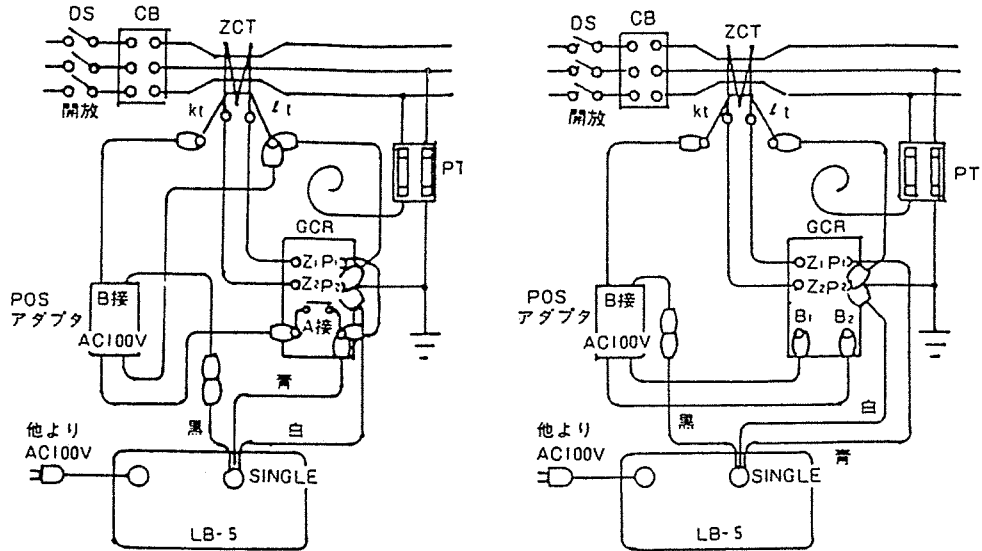 DS
CB
ZCT
開放
kt
ℓt
PT
GCR
Z₁P₁
Z₂P₂
A接
POS
アダプタ
B接
AC100V
青
黒
白
他より
AC100V
SINGLE
LB-5
DS
CB
ZCT
開放
kt
ℓt
PT
GCR
Z₁P₁
Z₂P₂
B₁
B₂
POS
アダプタ
B接
AC100V
白
黒
青
他より
AC100V
SINGLE
LB-5